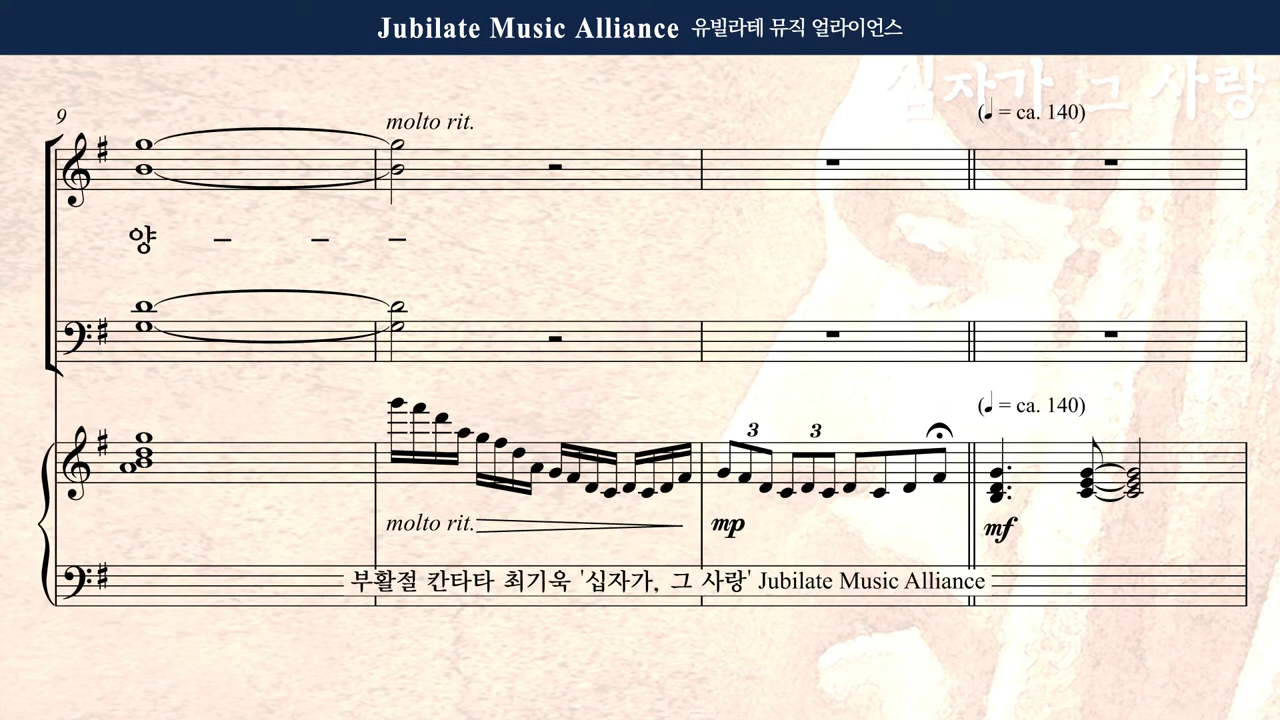 Jubilate Music Alliance 유빌라테 뮤직 얼라이언스
십자가 그 사랑
9
molto rit.
(♩ = ca. 140)
양 – – –
(♩ = ca. 140)
3 3
molto rit. mp mf
부활절 칸타타 최기욱 '십자가, 그 사랑' Jubilate Music Alliance